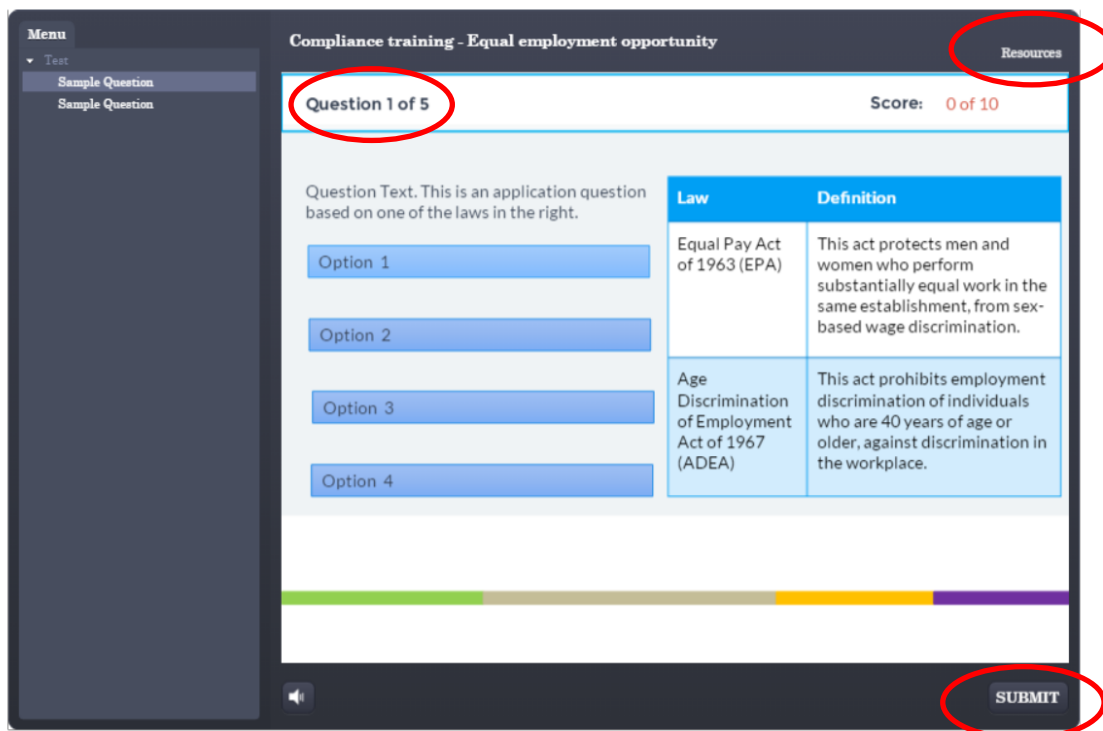 Menu
Test
Sample Question
Sample Question
Compliance training - Equal employment opportunity
Resources
Question 1 of 5
Score: 0 of 10
Question Text. This is an application question
based on one of the laws in the right.
Option 1
Option 2
Option 3
Option 4
Law Definition
Equal Pay Act
of 1963 (EPA)
This act protects men and
women who perform
substantially equal work in the
same establishment, from sex-
based wage discrimination.
Age
Discrimination
of Employment
Act of 1967
(ADEA)
This act prohibits employment
discrimination of individuals
who are 40 years of age or
older, against discrimination in
the workplace.
SUBMIT